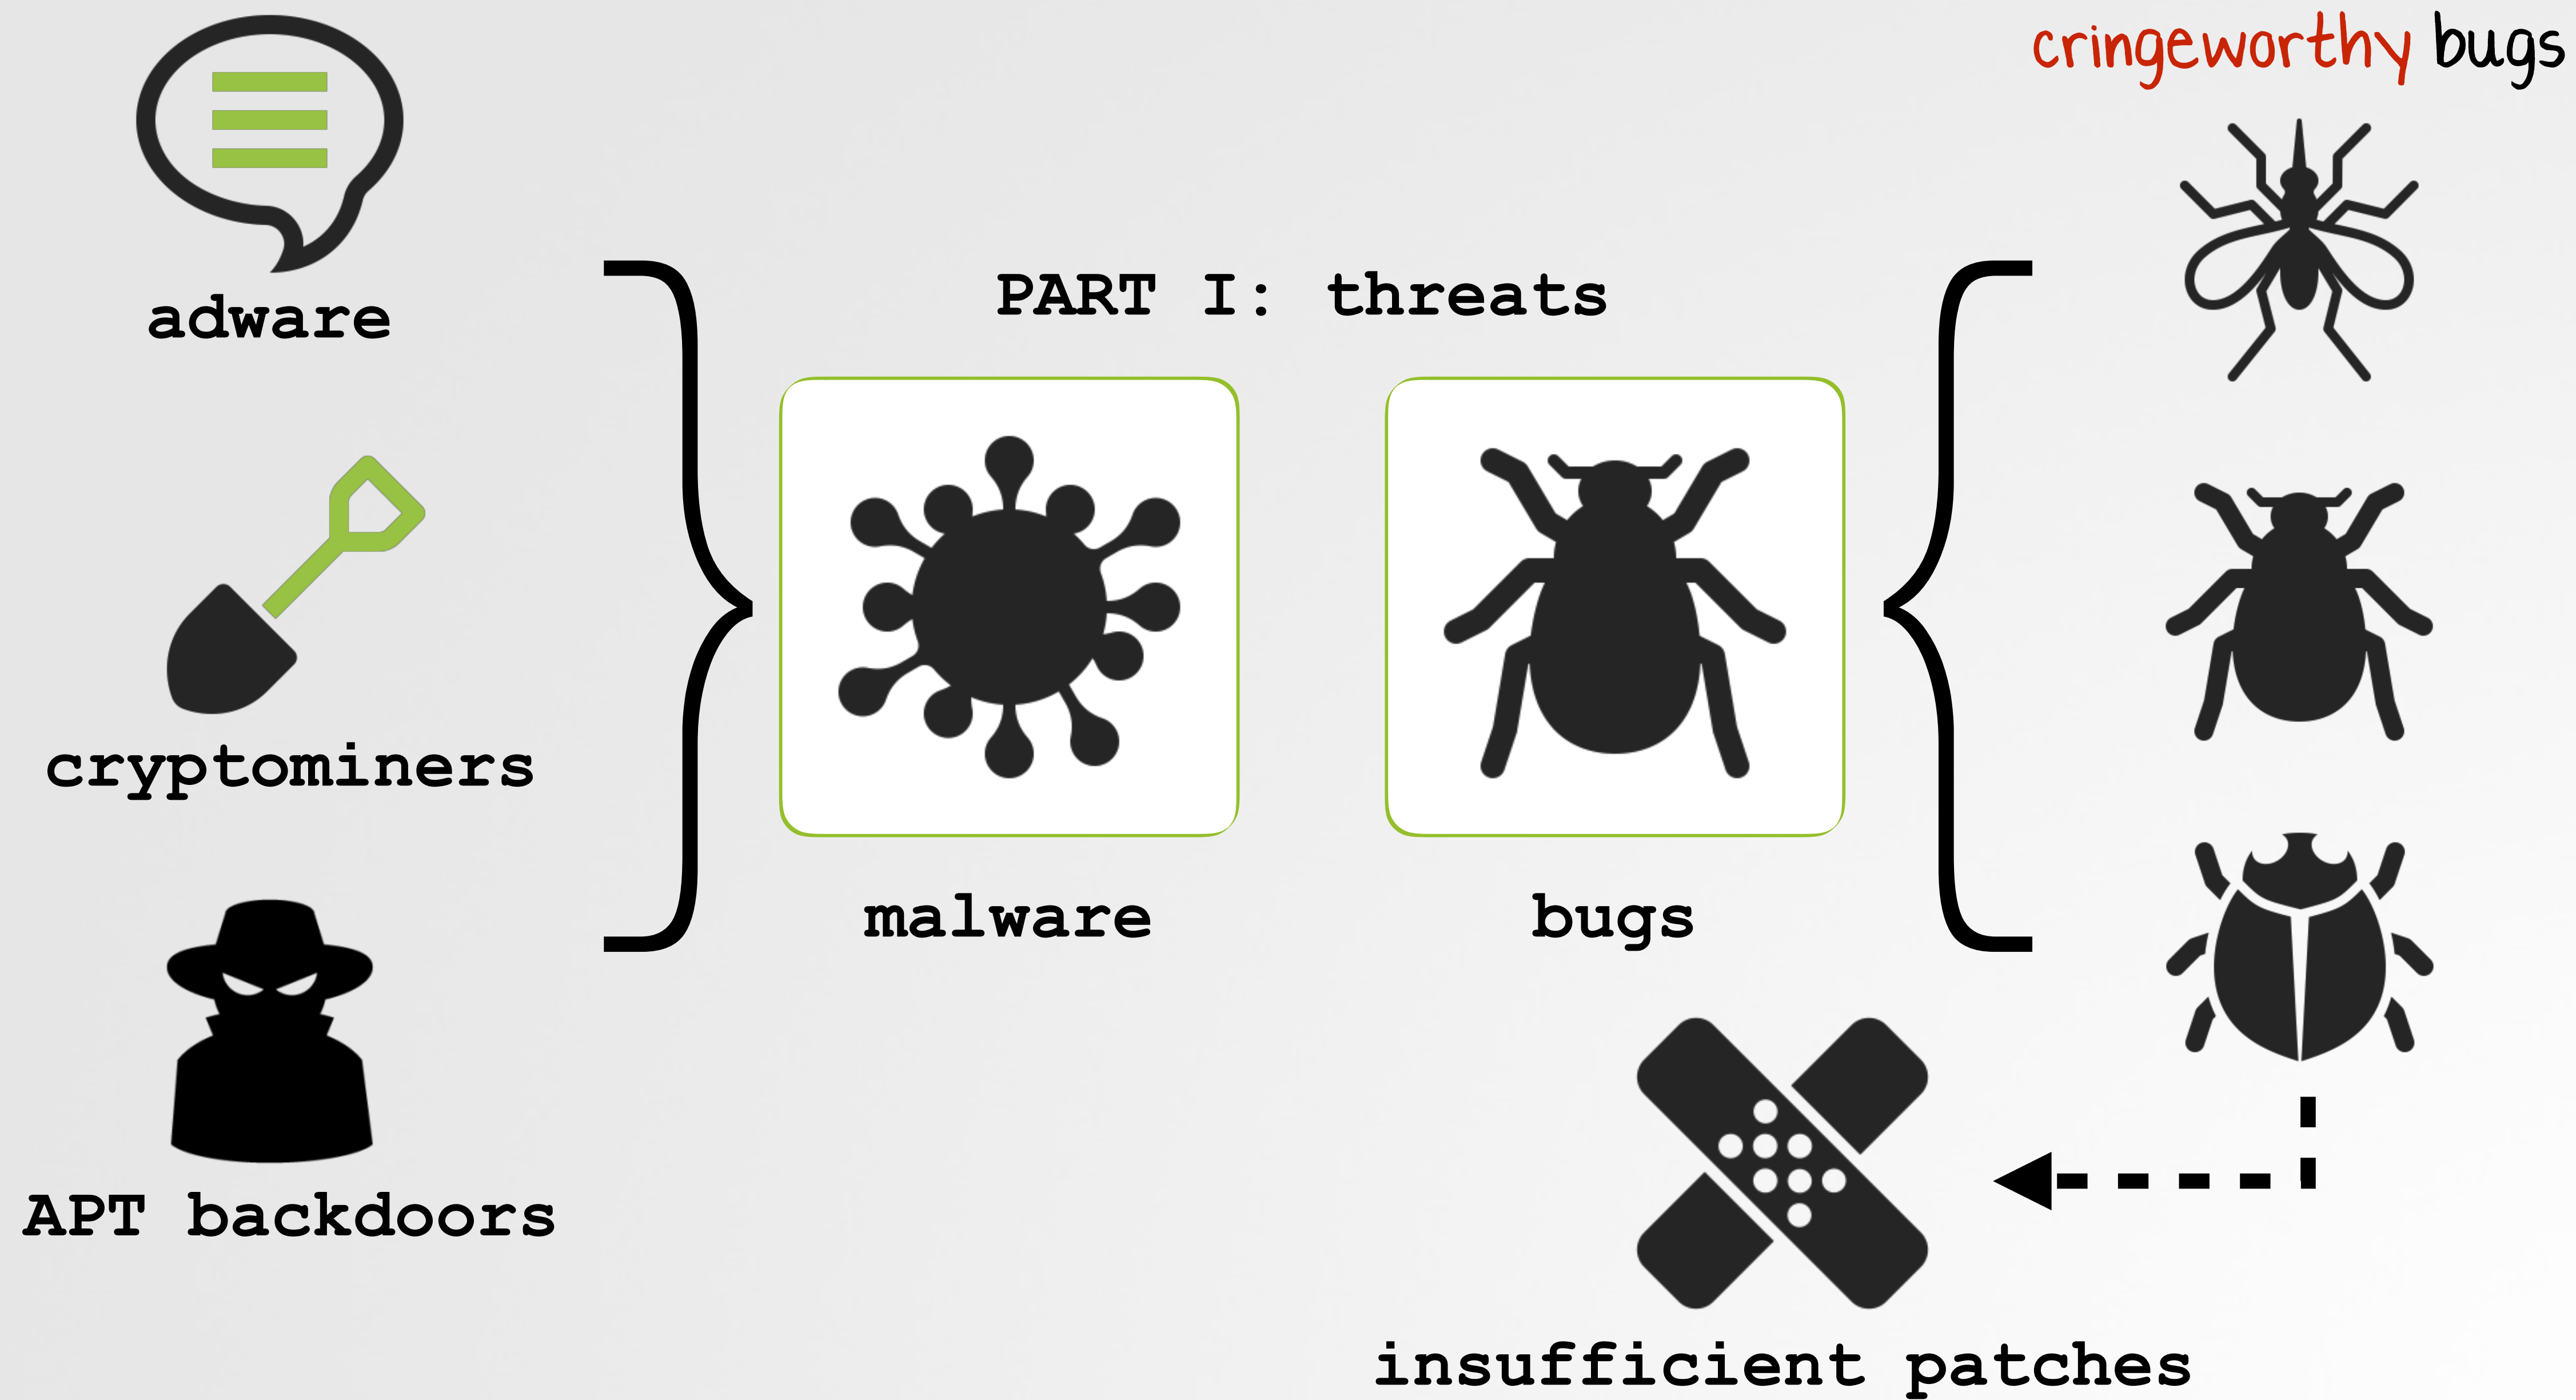 cringeworthy bugs
adware
PART I: threats
cryptominers
malware
bugs
APT backdoors
insufficient patches